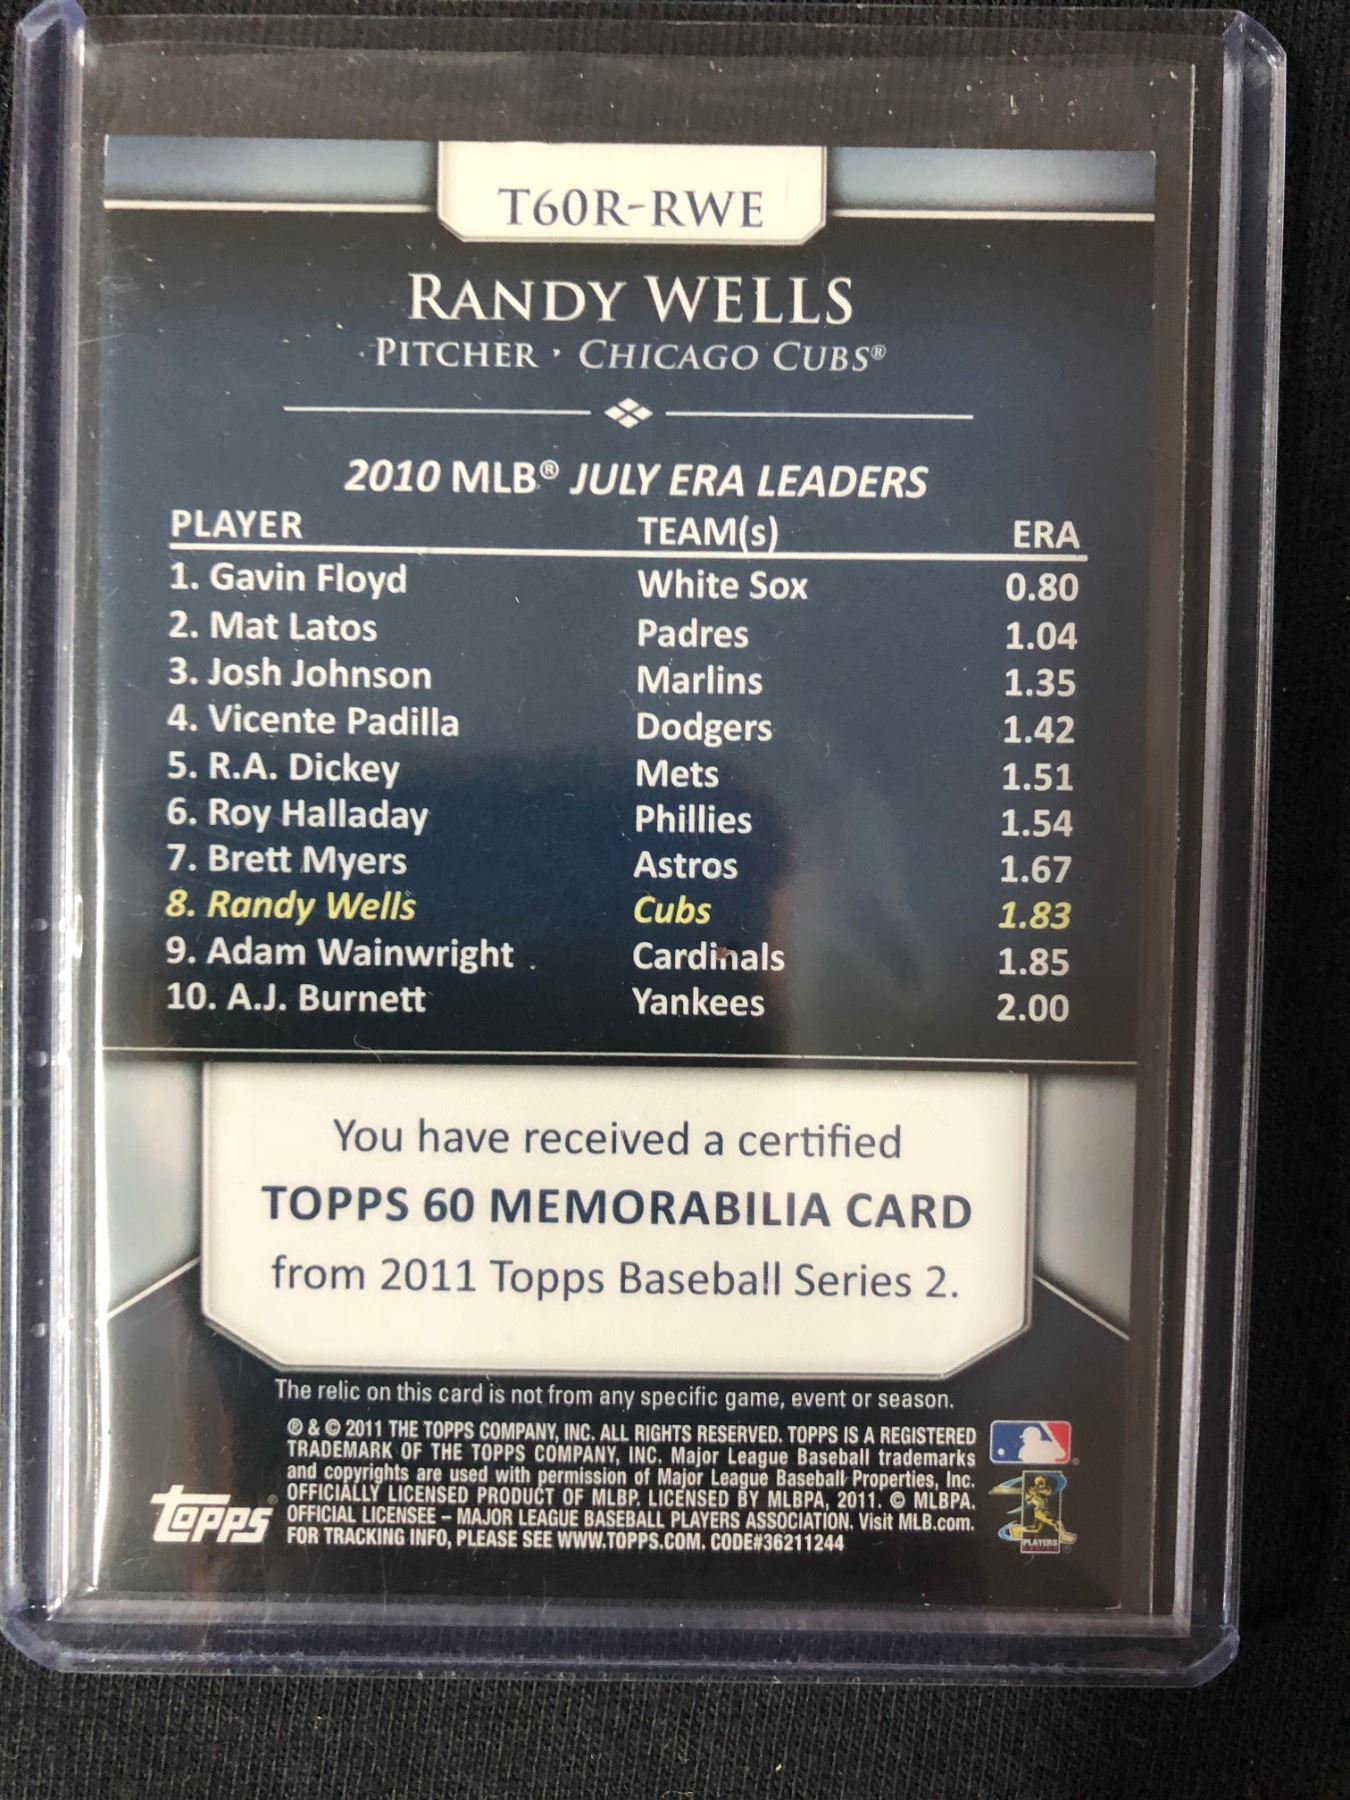 T60R-RWE
RANDY WELLS
PITCHER • CHICAGO CUBS®
2010 MLB® JULY ERA LEADERS
PLAYER TEAM(s) ERA
1. Gavin Floyd White Sox 0.80
2. Mat Latos Padres 1.04
3. Josh Johnson Marlins 1.35
4. Vicente Padilla Dodgers 1.42
5. R.A. Dickey Mets 1.51
6. Roy Halladay Phillies 1.54
7. Brett Myers Astros 1.67
8. Randy Wells Cubs 1.83
9. Adam Wainwright Cardinals 1.85
10. A.J. Burnett Yankees 2.00
You have received a certified
TOPPS 60 MEMORABILIA CARD
from 2011 Topps Baseball Series 2.
The relic on this card is not from any specific game, event or season.
® & © 2011 THE TOPPS COMPANY, INC. ALL RIGHTS RESERVED. TOPPS IS A REGISTERED
TRADEMARK OF THE TOPPS COMPANY, INC. Major League Baseball trademarks
and copyrights are used with permission of Major League Baseball Properties, Inc.
OFFICIALLY LICENSED PRODUCT OF MLBP. LICENSED BY MLBPA, 2011. © MLBPA.
OFFICIAL LICENSEE – MAJOR LEAGUE BASEBALL PLAYERS ASSOCIATION. Visit MLB.com.
FOR TRACKING INFO, PLEASE SEE WWW.TOPPS.COM. CODE#36211244
topps®
PLAYERS